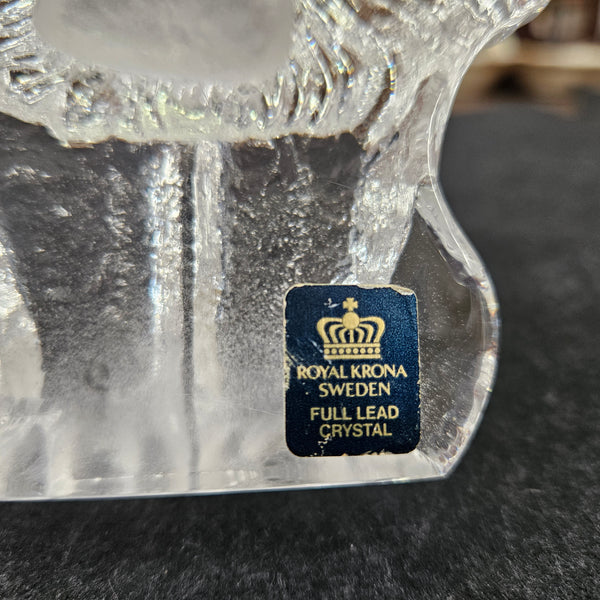 ROYAL KRONA
SWEDEN
FULL LEAD
CRYSTAL